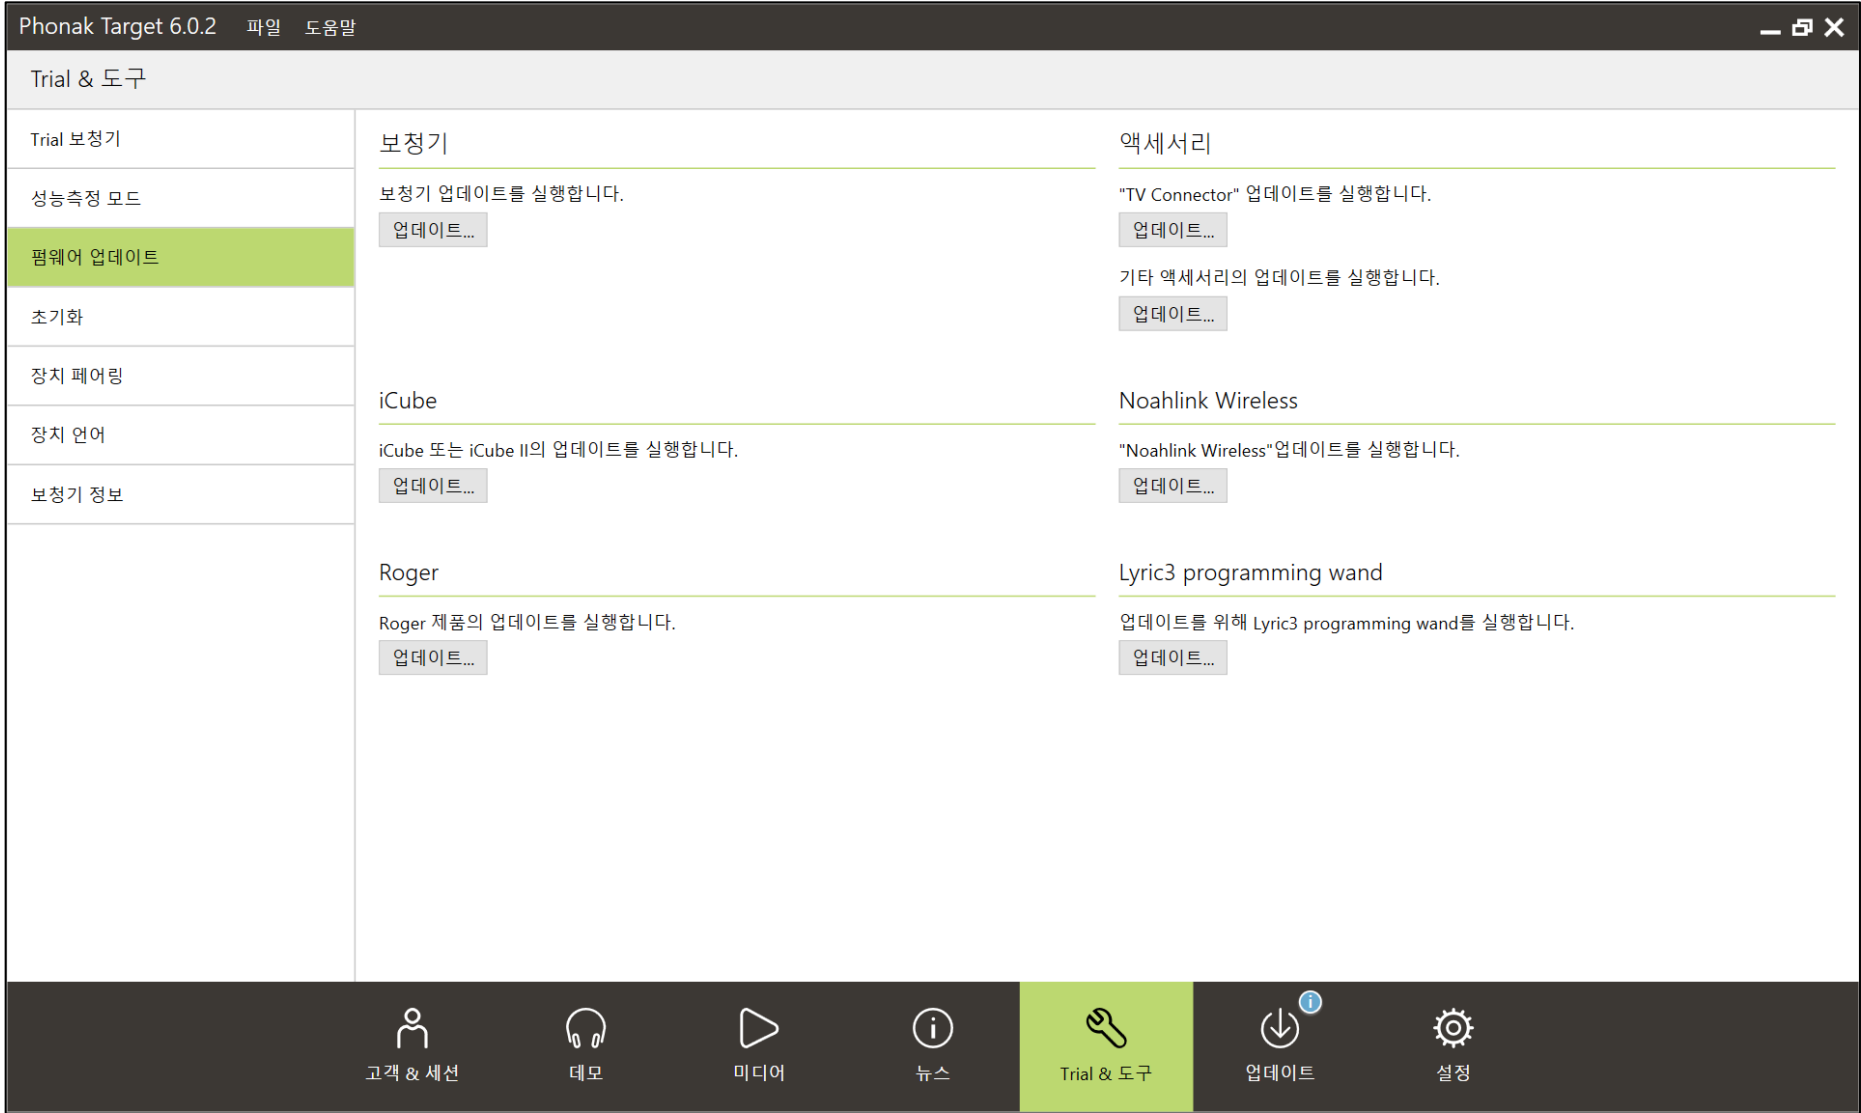 Phonak Target 6.0.2 파일 도움말
Trial & 도구
Trial 보청기
성능측정 모드
펌웨어 업데이트
초기화
장치 페어링
장치 언어
보청기 정보
보청기
보청기 업데이트를 실행합니다.
업데이트...
액세서리
"TV Connector" 업데이트를 실행합니다.
업데이트...
기타 액세서리의 업데이트를 실행합니다.
업데이트...
iCube
iCube 또는 iCube II의 업데이트를 실행합니다.
업데이트...
Noahlink Wireless
"Noahlink Wireless"업데이트를 실행합니다.
업데이트...
Roger
Roger 제품의 업데이트를 실행합니다.
업데이트...
Lyric3 programming wand
업데이트를 위해 Lyric3 programming wand를 실행합니다.
업데이트...
고객 & 세션
데모
미디어
뉴스
Trial & 도구
업데이트
설정